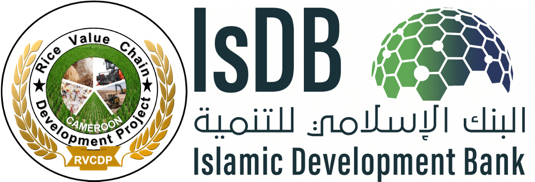 Rice Value Chain
Development Project
CAMEROON
RVCDP
IsDB
البنك الإسلامي للتنمية
Islamic Development Bank